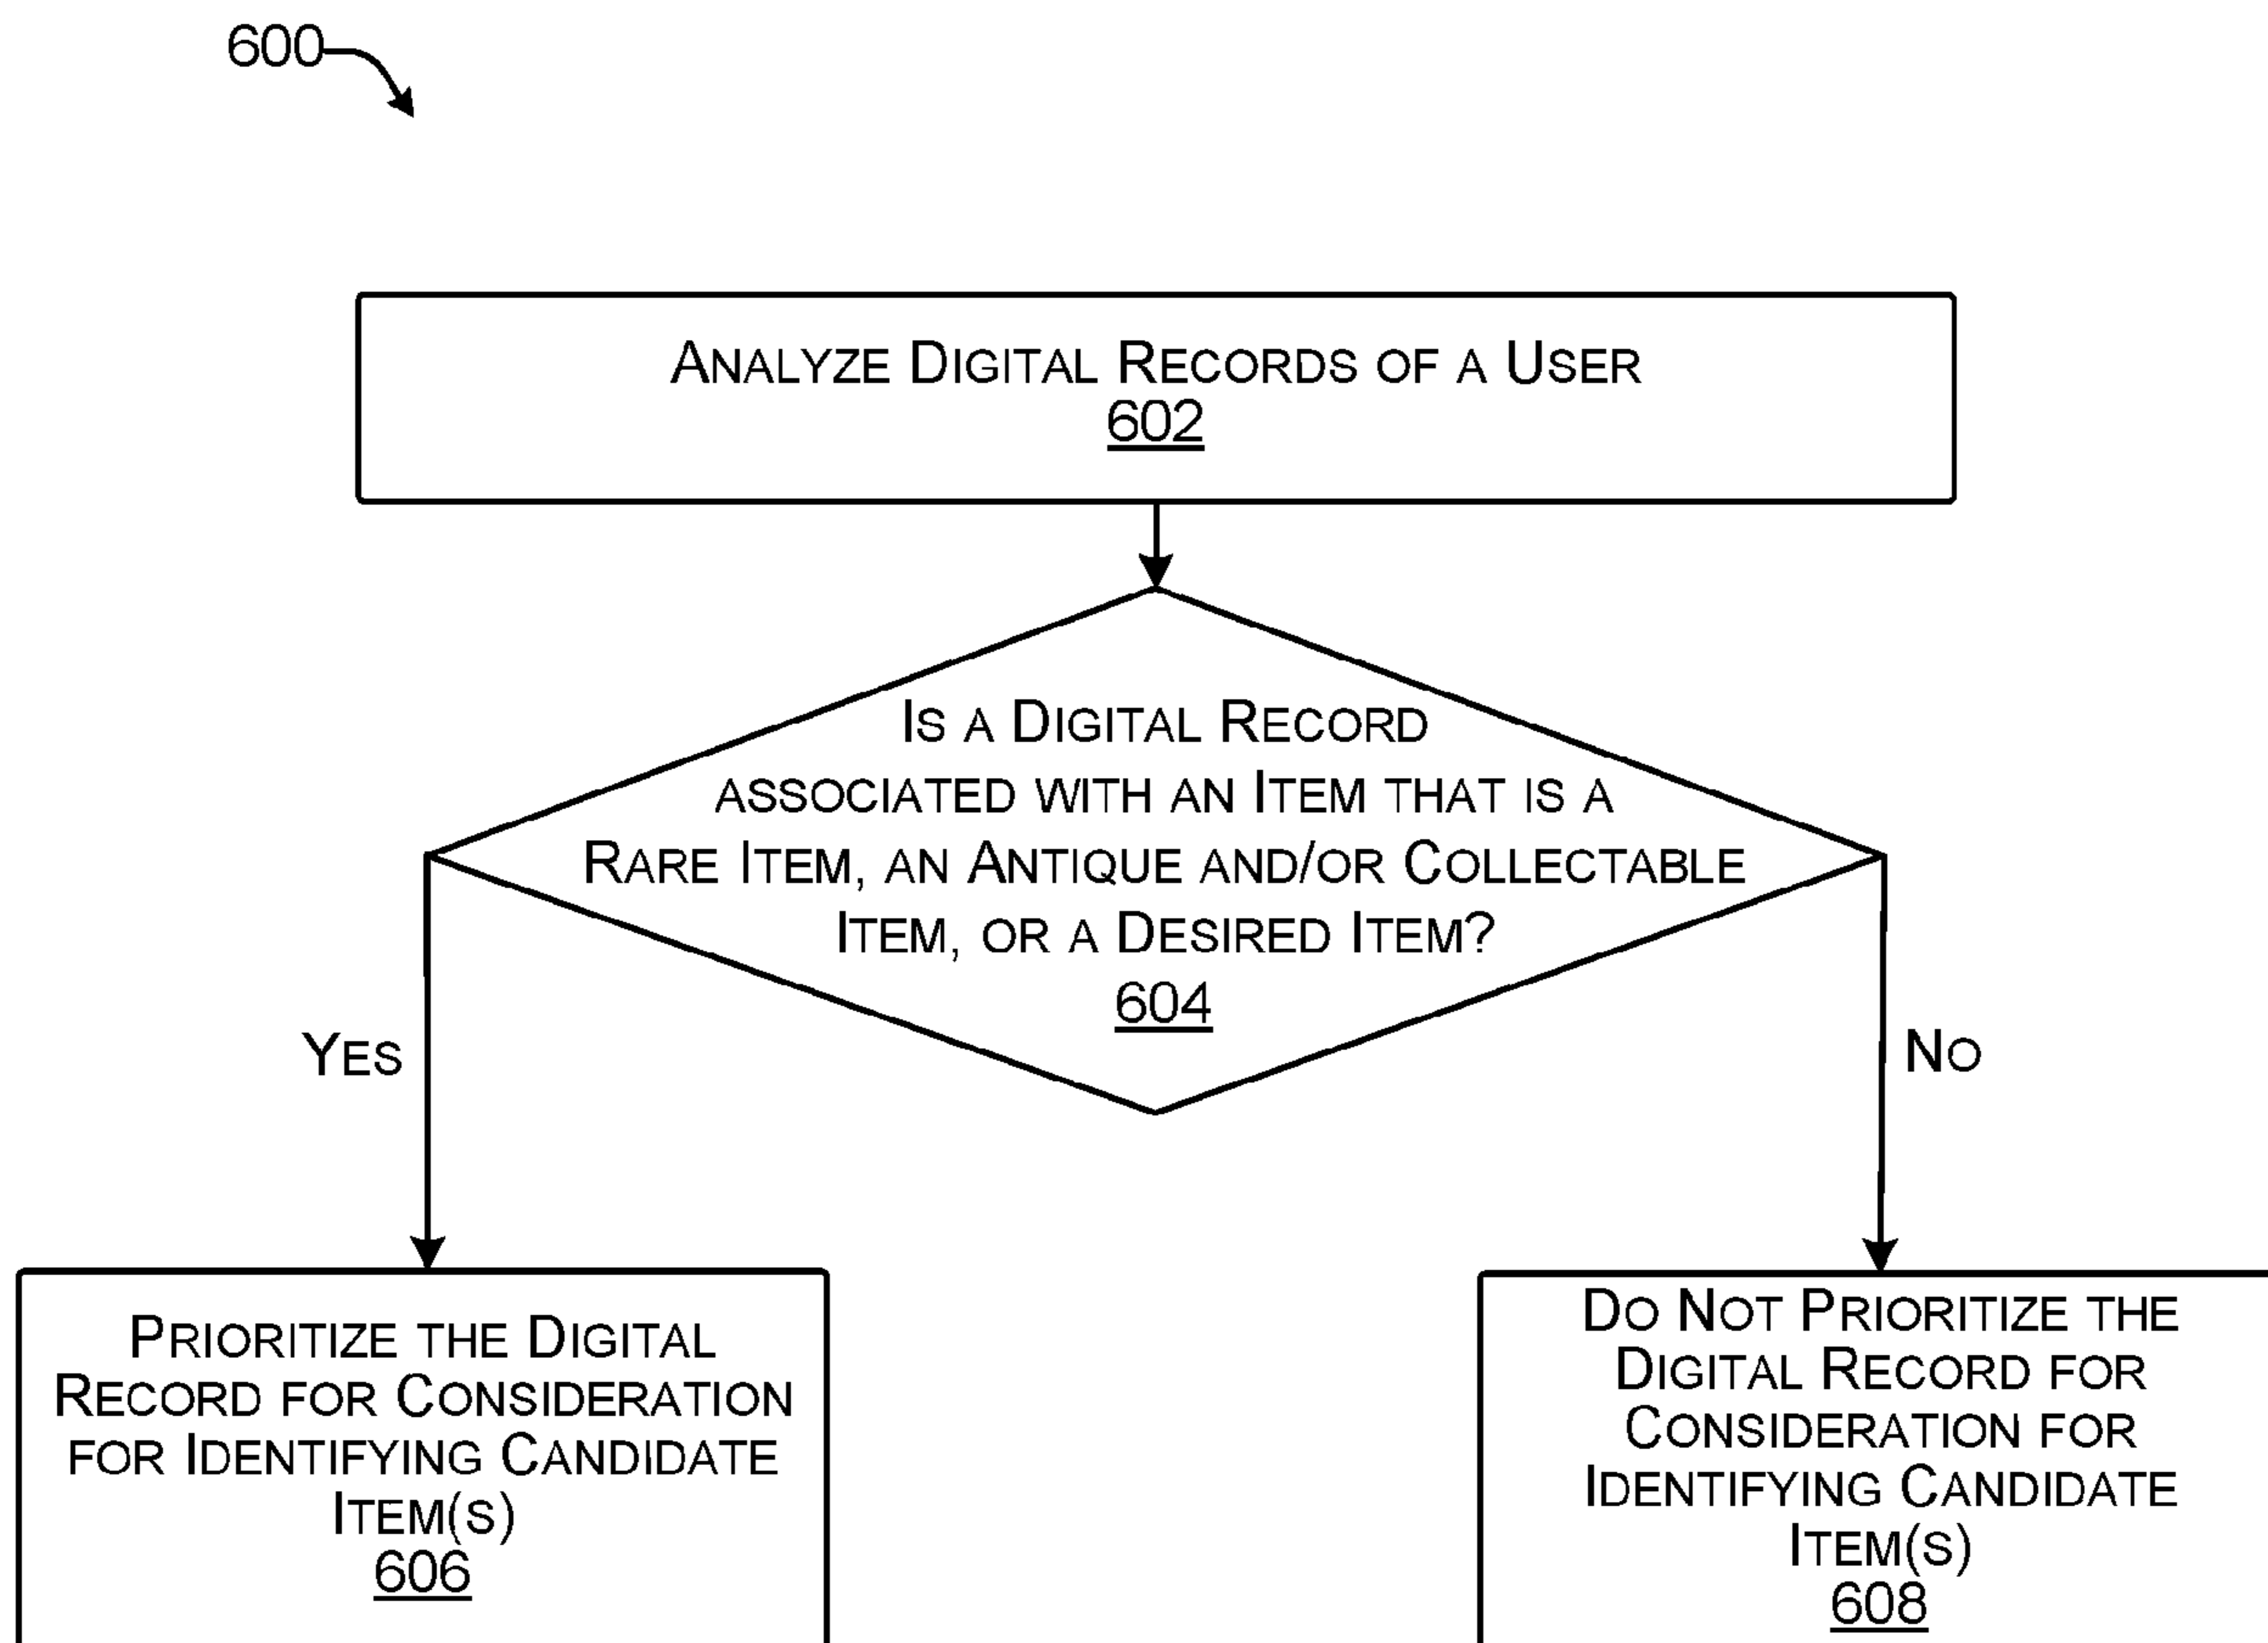 600
ANALYZE DIGITAL RECORDS OF A USER
602
IS A DIGITAL RECORD
ASSOCIATED WITH AN ITEM THAT IS A
RARE ITEM, AN ANTIQUE AND/OR COLLECTABLE
ITEM, OR A DESIRED ITEM?
604
YES
NO
PRIORITIZE THE DIGITAL
RECORD FOR CONSIDERATION
FOR IDENTIFYING CANDIDATE
ITEM(S)
606
DO NOT PRIORITIZE THE
DIGITAL RECORD FOR
CONSIDERATION FOR
IDENTIFYING CANDIDATE
ITEM(S)
608